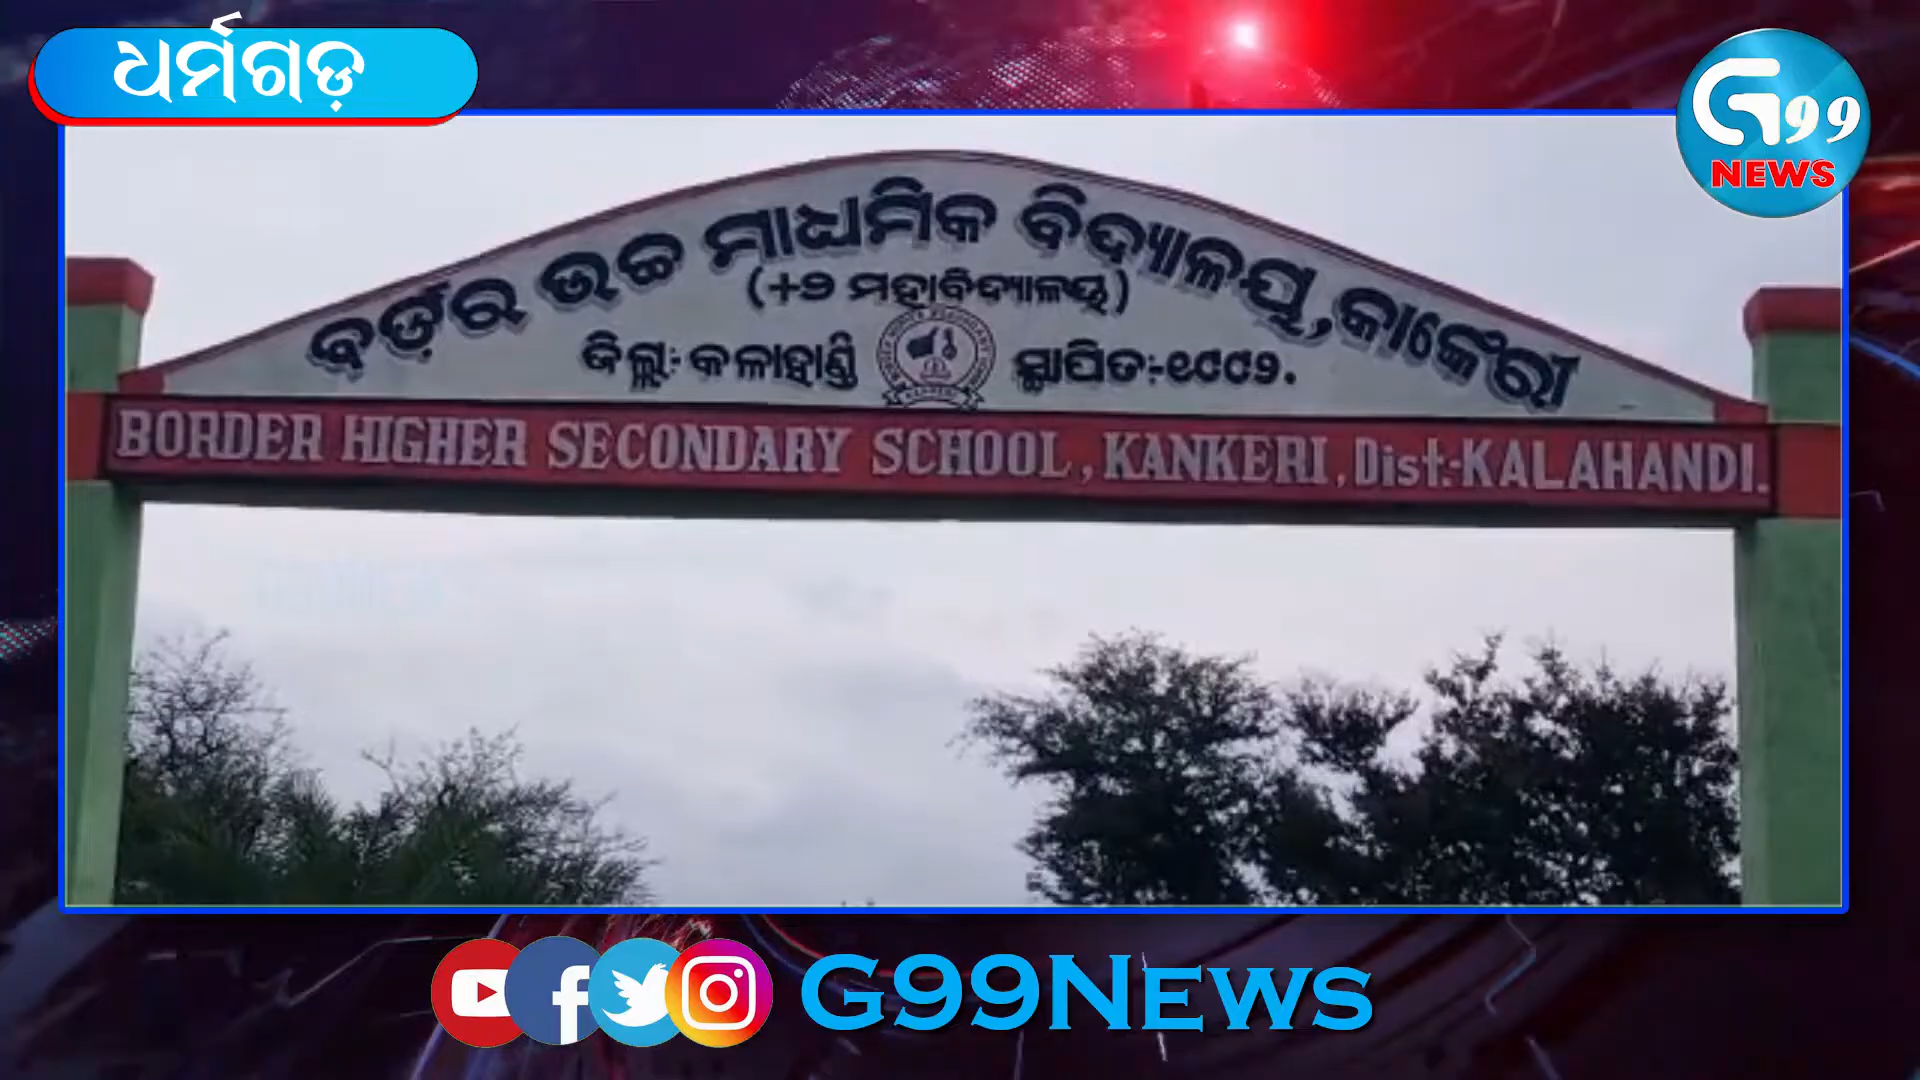 ଧର୍ମଗଡ଼
G99
NEWS
ବର୍ଡ଼ର ଉଚ୍ଚ ମାଧ୍ୟମିକ ବିଦ୍ୟାଳୟ, କାଙ୍କେରୀ
(+୨ ମହାବିଦ୍ୟାଳୟ)
ଜିଲ୍ଲା:- କଳାହାଣ୍ଡି
ସ୍ଥାପିତ:-୧୯୯୨.
BORDER HIGHER SECONDARY SCHOOL, KANKERI, Dist:-KALAHANDI.
G99NEWS